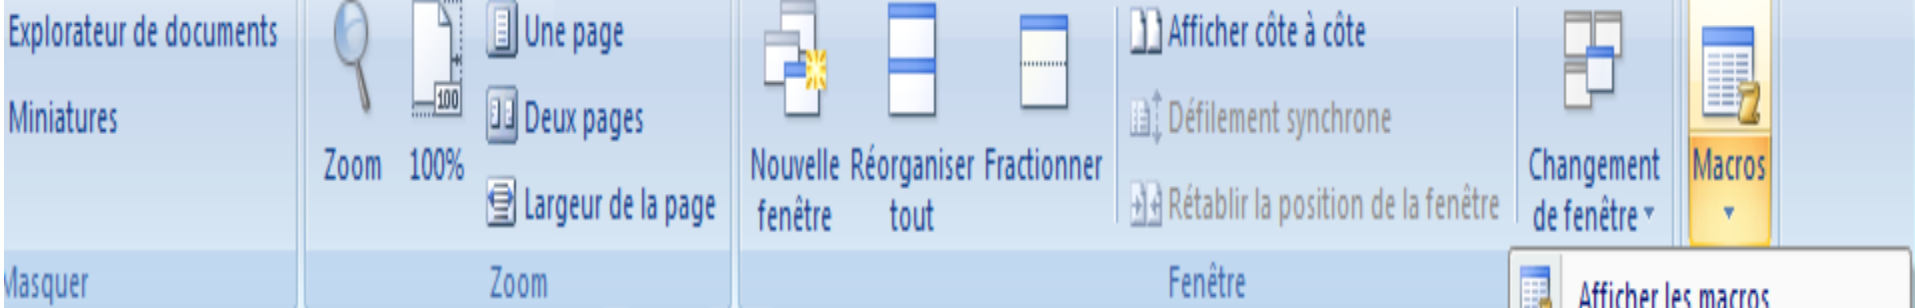 Explorateur de documents
Miniatures
Zoom
100%
100
Une page
Deux pages
Largeur de la page
Nouvelle
fenêtre
Réorganiser
tout
Fractionner
Afficher côte à côte
Défilement synchrone
Rétablir la position de la fenêtre
Changement
de fenêtre
Macros
Masquer
Zoom
Fenêtre
Afficher les macros